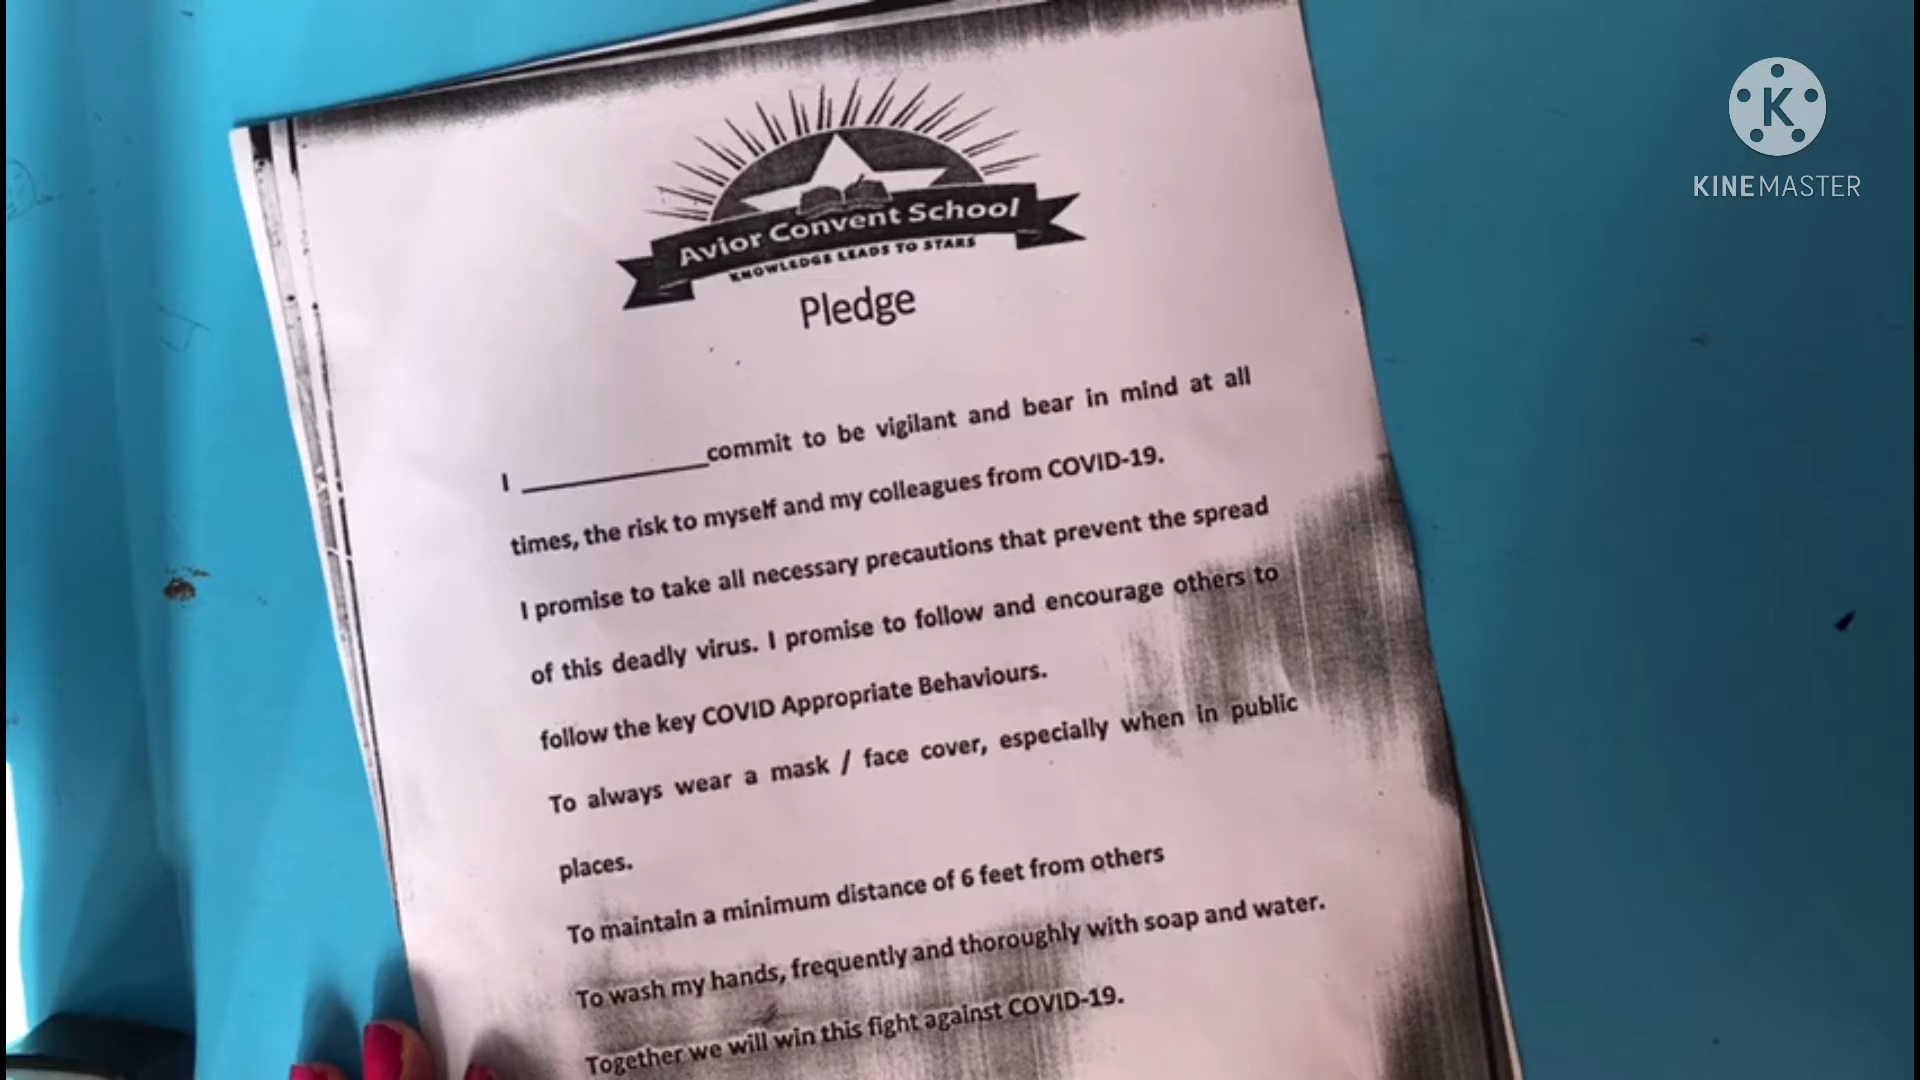 Avior Convent School
KNOWLEDGE LEADS TO STARS
Pledge
I ____________commit to be vigilant and bear in mind at all
times, the risk to myself and my colleagues from COVID-19.
I promise to take all necessary precautions that prevent the spread
of this deadly virus. I promise to follow and encourage others to
follow the key COVID Appropriate Behaviours.
To always wear a mask / face cover, especially when in public
places.
To maintain a minimum distance of 6 feet from others
To wash my hands, frequently and thoroughly with soap and water.
Together we will win this fight against COVID-19.
K
KINEMASTER